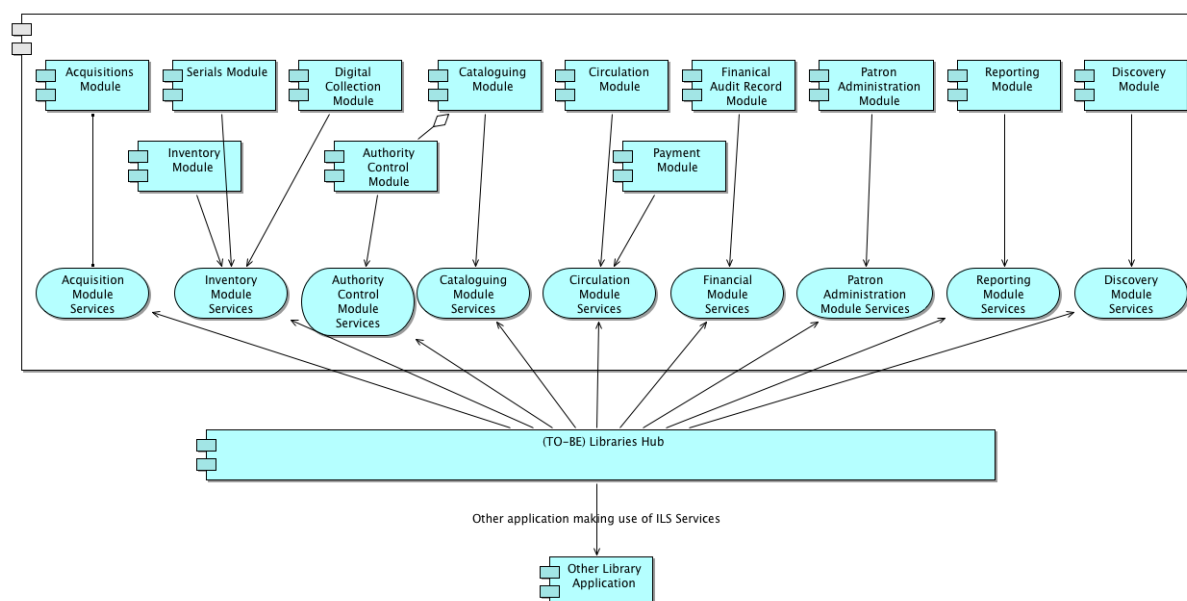 Acquisitions
Module
Serials Module
Digital
Collection
Module
Cataloguing
Module
Circulation
Module
Finanical
Audit Record
Module
Patron
Administration
Module
Reporting
Module
Discovery
Module
Inventory
Module
Authority
Control
Module
Payment
Module
Acquisition
Module
Services
Inventory
Module
Services
Authority
Control
Module
Services
Cataloguing
Module
Services
Circulation
Module
Services
Financial
Module
Services
Patron
Administration
Module Services
Reporting
Module
Services
Discovery
Module
Services
(TO-BE) Libraries Hub
Other application making use of ILS Services
Other Library
Application